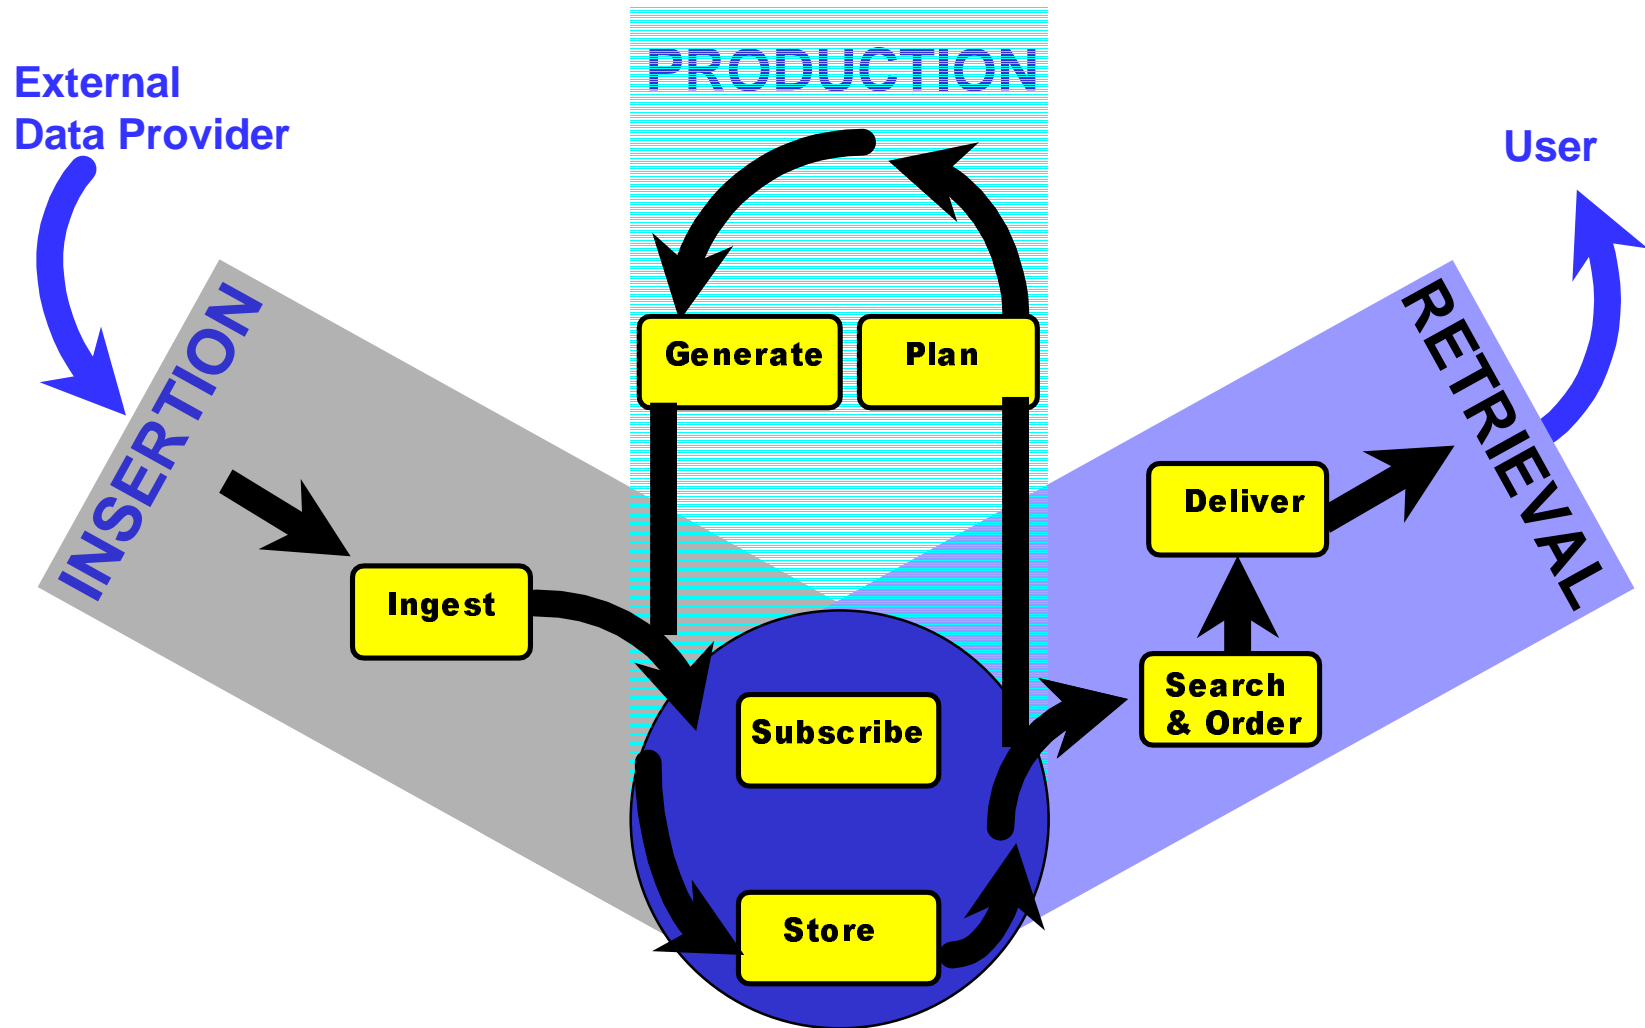 PRODUCTION
External
Data Provider
User
INSERTION
RETRIEVAL
Generate
Plan
Deliver
Ingest
Search
& Order
Subscribe
Store